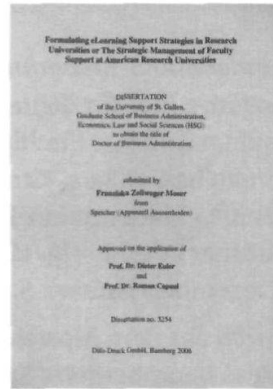 Formulating eLearning Support Strategies in Research
Universities or The Strategic Management of Faculty
Support at American Research Universities
DISSERTATION
of the University of St. Gallen,
Graduate School of Business Administration,
Economics, Law and Social Sciences (HSG)
to obtain the title of
Doctor of Business Administration
submitted by
Franziska Zellweger Moser
from
Speicher (Appenzell Ausserrhoden)
Approved on the application of
Prof. Dr. Dieter Euler
and
Prof. Dr. Roman Capaul
Dissertation no. 3254
Difo-Druck GmbH, Bamberg 2006